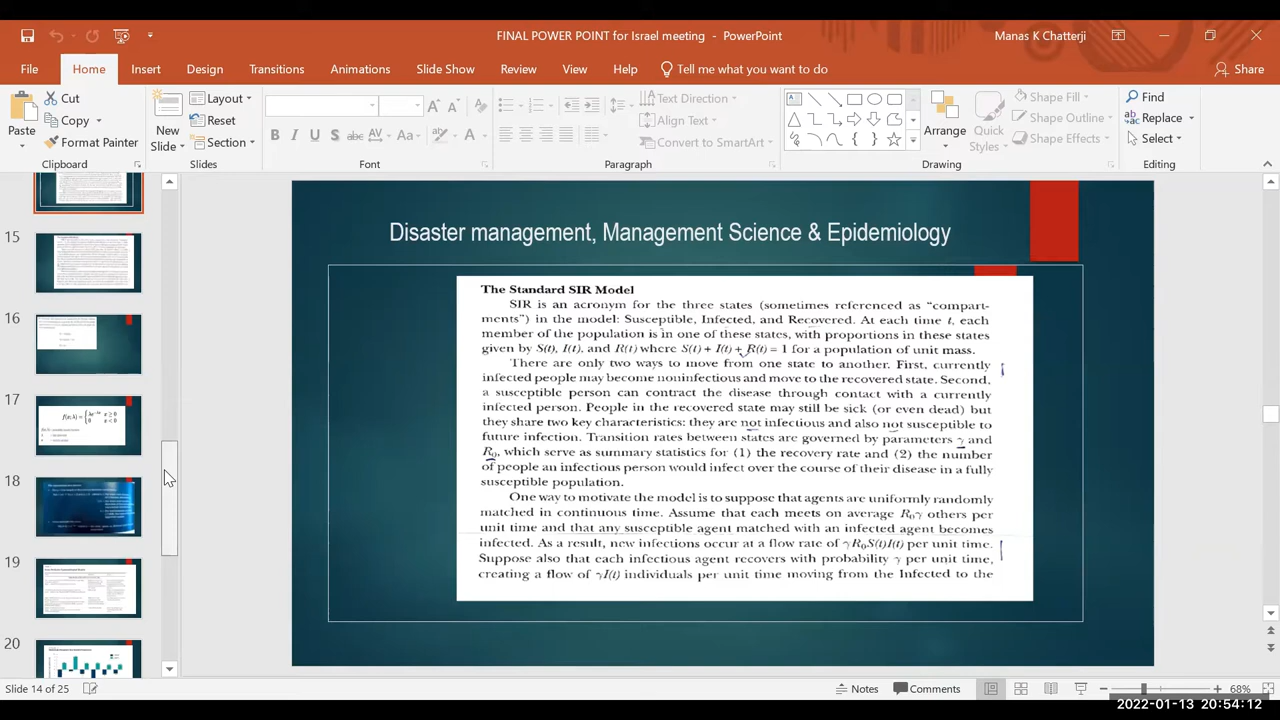 FINAL POWER POINT for Israel meeting - PowerPoint
Manas K Chatterji
File Home Insert Design Transitions Animations Slide Show Review View Help Tell me what you want to do Share
Paste
Cut
Copy
Format Painter
Clipboard
New
Slide
Layout
Reset
Section
Slides
B I U S abc AV Aa A
Font
Text Direction
Align Text
Convert to SmartArt
Paragraph
Arrange
Quick
Styles
Shape Fill
Shape Outline
Shape Effects
Drawing
Find
Replace
Select
Editing
15
16
17
18
19
20
Disaster management, Management Science & Epidemiology
The Standard SIR Model
SIR is an acronym for the three states (sometimes referenced as “compart-
ments”) in the model: Susceptible, Infected, and Recovered. At each time t, each
member of the population is in one of these states, with proportions in these states
given by S(t), I(t), and R(t) where S(t) + I(t) + R(t) = 1 for a population of unit mass.
There are only two ways to move from one state to another. First, currently
infected people may become noninfectious and move to the recovered state. Second,
a susceptible person can contract the disease through contact with a currently
infected person. People in the recovered state may still be sick (or even dead) but
they share two key characteristics: they are not infectious and also not susceptible to
future infection. Transition rates between states are governed by parameters γ and
R₀, which serve as summary statistics for (1) the recovery rate and (2) the number
of people an infectious person would infect over the course of their disease in a fully
susceptible population.
One way to motivate the model is to suppose that agents are uniformly randomly
matched in continuous time. Assume that each meets on average R₀γ others per
unit time and that any susceptible agent matched with an infected agent becomes
infected. As a result, new infections occur at a flow rate of γR₀S(t)I(t) per unit time.
Suppose also that each infectious agent recovers with probability γ per unit time,
creating a flow of γI(t) individuals per unit time moving from the Infected to the
Slide 14 of 25
Notes
Comments
68%
2022-01-13 20:54:12